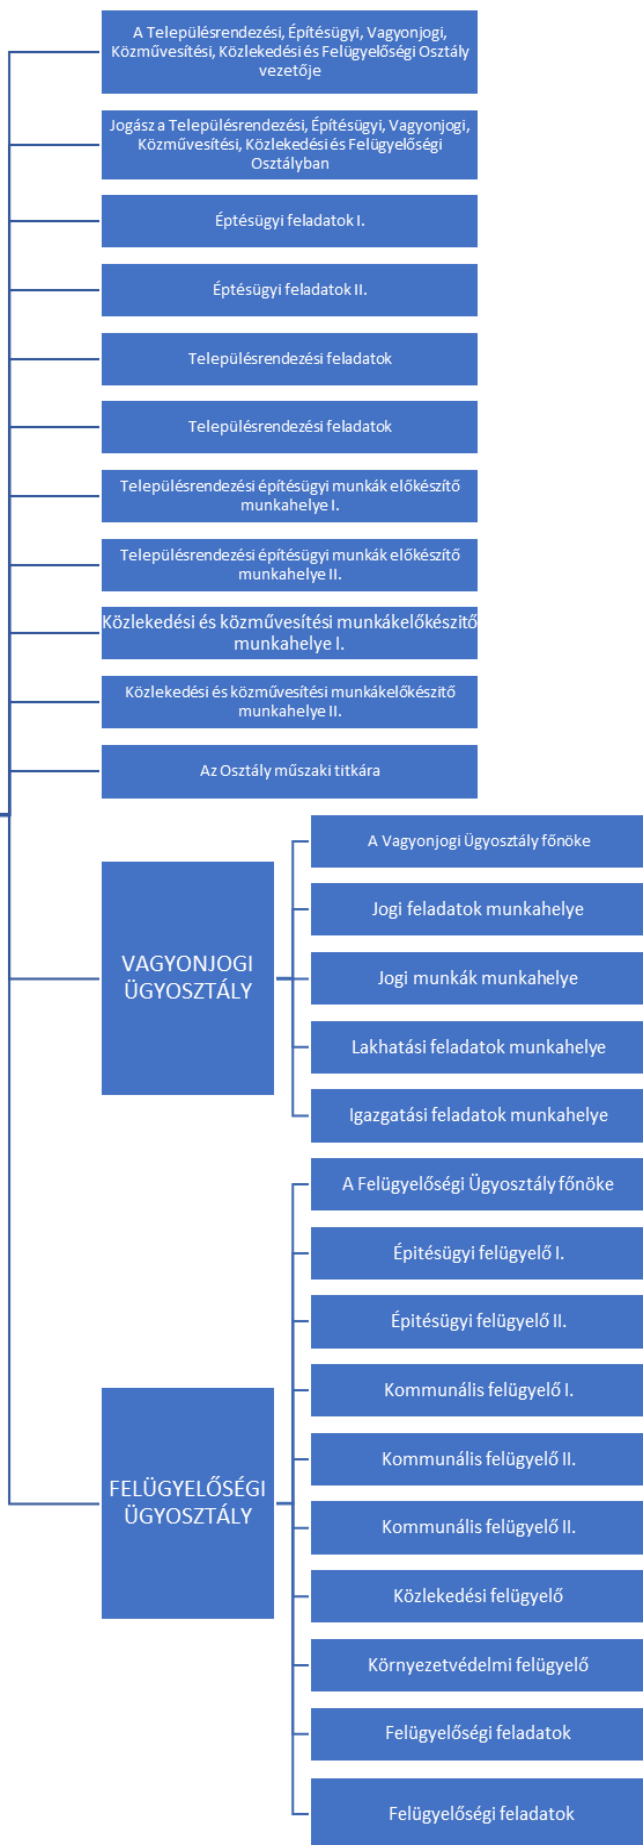 A Településrendezési, Építésügyi, Vagyonjogi,
Közművesítési, Közlekedési és Felügyelőségi Osztály
vezetője
Jogász a Településrendezési, Építésügyi, Vagyonjogi,
Közművesítési, Közlekedési és Felügyelőségi
Osztályban
Éptésügyi feladatok I.
Éptésügyi feladatok II.
Településrendezési feladatok
Településrendezési feladatok
Településrendezési építésügyi munkák előkészítő
munkahelye I.
Településrendezési építésügyi munkák előkészítő
munkahelye II.
Közlekedési és közművesítési munkákelőkészitő
munkahelye I.
Közlekedési és közművesítési munkákelőkészitő
munkahelye II.
Az Osztály műszaki titkára
VAGYONJOGI
ÜGYOSZTÁLY
A Vagyonjogi Ügyosztály főnöke
Jogi feladatok munkahelye
Jogi munkák munkahelye
Lakhatási feladatok munkahelye
Igazgatási feladatok munkahelye
FELÜGYELŐSÉGI
ÜGYOSZTÁLY
A Felügyelőségi Ügyosztály főnöke
Épitésügyi felügyelő I.
Épitésügyi felügyelő II.
Kommunális felügyelő I.
Kommunális felügyelő II.
Kommunális felügyelő II.
Közlekedési felügyelő
Környezetvédelmi felügyelő
Felügyelőségi feladatok
Felügyelőségi feladatok